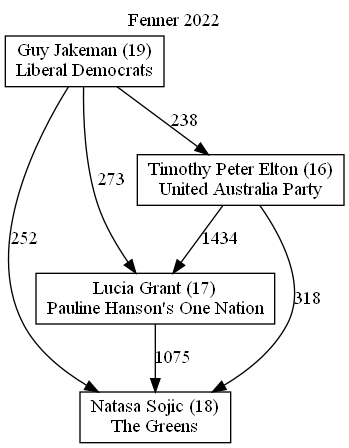 Fenner 2022
Guy Jakeman (19)
Liberal Democrats
238
Timothy Peter Elton (16)
United Australia Party
273
252
1434
Lucia Grant (17)
Pauline Hanson's One Nation
318
1075
Natasa Sojic (18)
The Greens